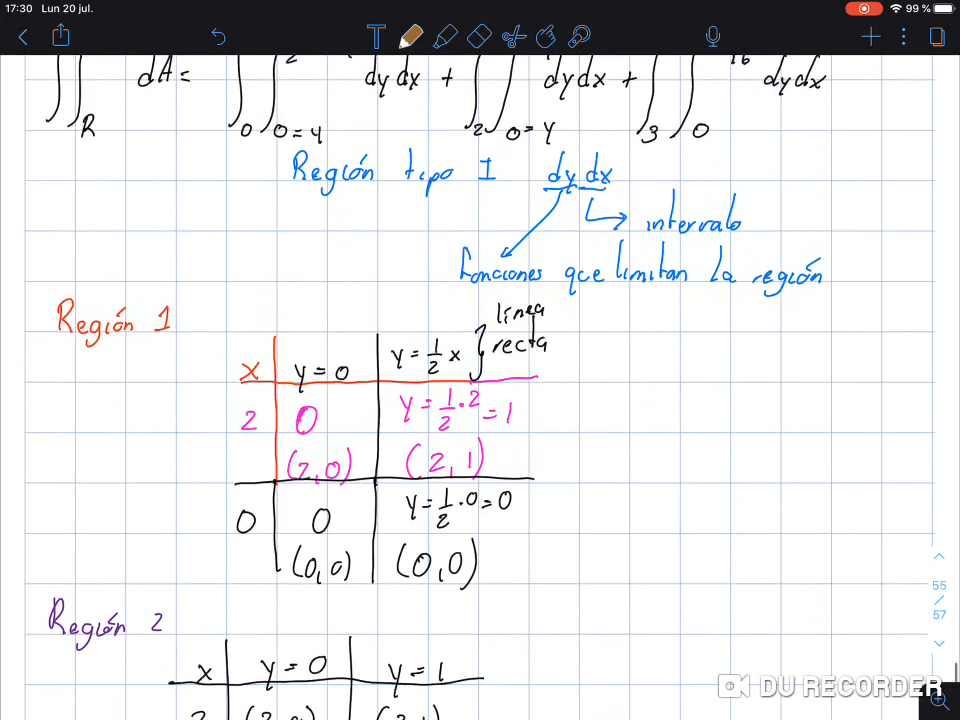 17:30 Lun 20 jul. 99 %
∬ dA = ∫∫ dy dx + ∫∫ dy dx + ∫∫ dy dx
R 0 0=y 2 0=y 3 0
Región tipo I dy dx
intervalo
funciones que limitan la región
Región 1
línea
recta
x y=0 y=1/2 x
2 0 y=1/2·2=1
(2,0) (2,1)
0 0 y=1/2·0=0
(0,0) (0,0)
55
/
57
Región 2
x y=0 y=1
DU RECORDER